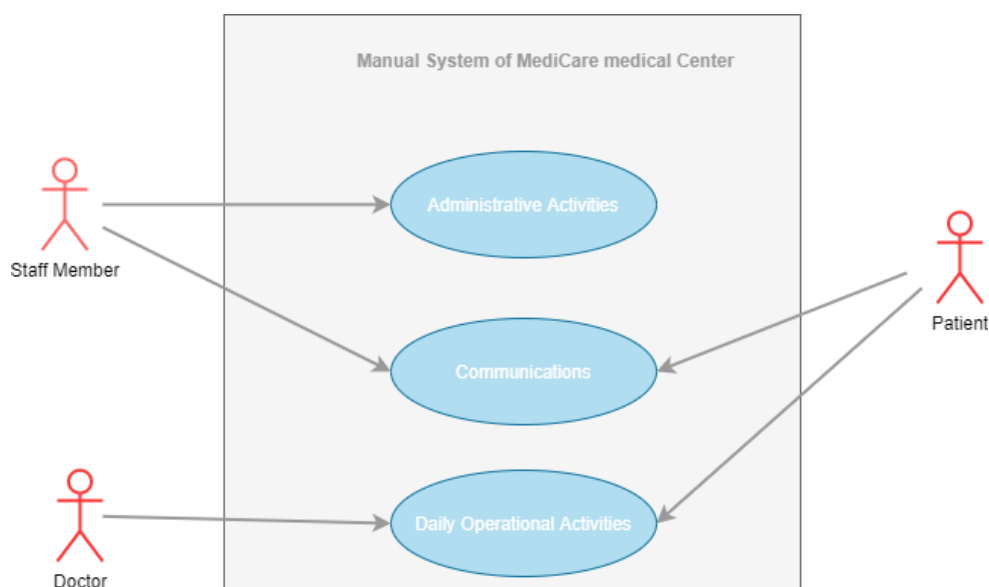 Manual System of MediCare medical Center
Administrative Activities
Staff Member
Communications
Patient
Daily Operational Activities
Doctor